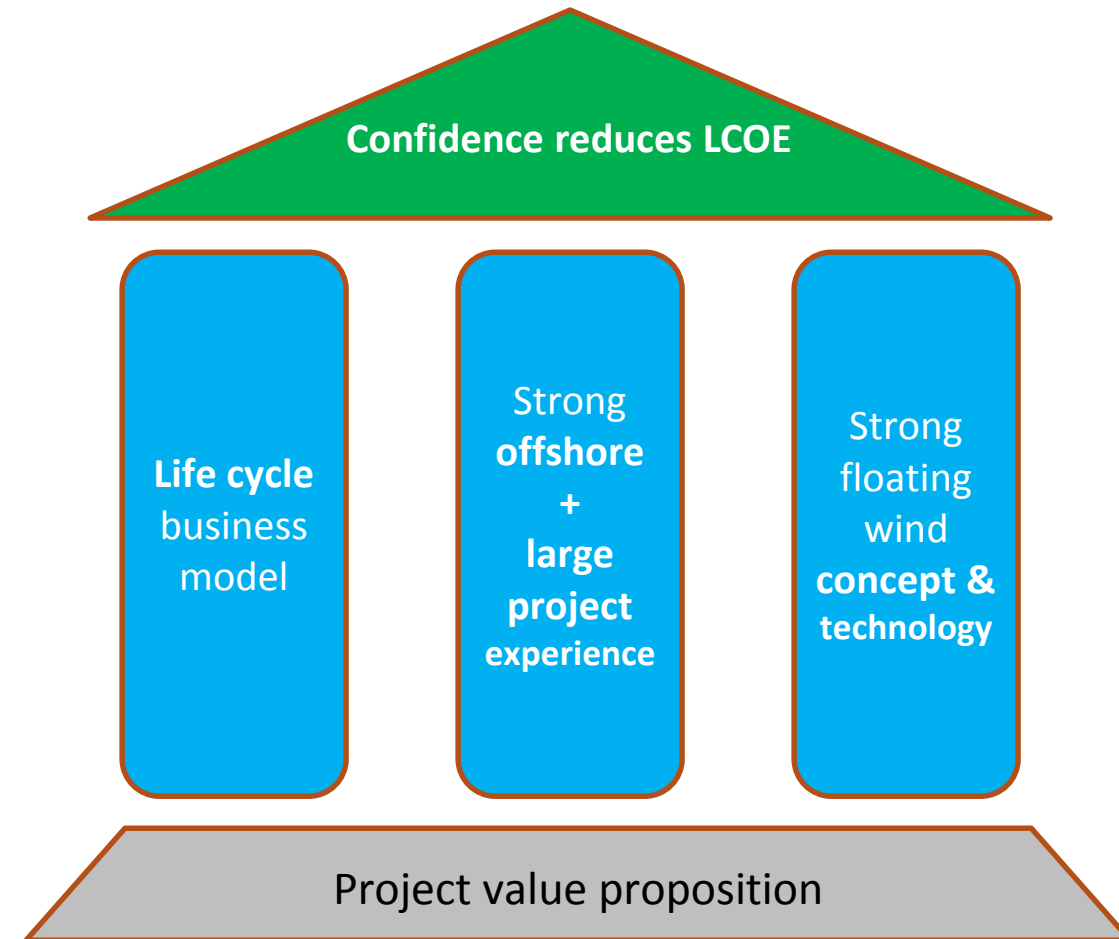 Confidence reduces LCOE
Life cycle
business
model
Strong
offshore
+
large
project
experience
Strong
floating
wind
concept &
technology
Project value proposition